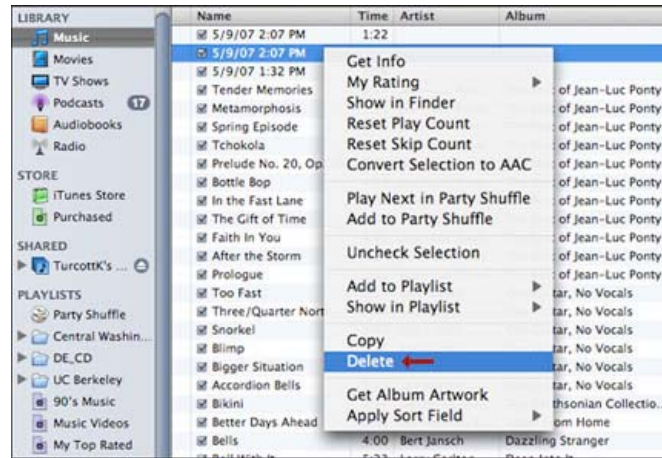 LIBRARY
Music
Movies
TV Shows
Podcasts 17
Audiobooks
Radio
STORE
iTunes Store
Purchased
SHARED
TurcottK's ...
PLAYLISTS
Party Shuffle
Central Washin...
DE_CD
UC Berkeley
90's Music
Music Videos
My Top Rated
Name Time Artist Album
5/9/07 2:07 PM 1:22
5/9/07 2:07 PM
5/9/07 1:32 PM
Tender Memories of Jean-Luc Ponty
Metamorphosis of Jean-Luc Ponty
Spring Episode of Jean-Luc Ponty
Tchokola of Jean-Luc Ponty
Prelude No. 20, Op. of Jean-Luc Ponty
Bottle Bop of Jean-Luc Ponty
In the Fast Lane of Jean-Luc Ponty
The Gift of Time of Jean-Luc Ponty
Faith In You of Jean-Luc Ponty
After the Storm of Jean-Luc Ponty
Prologue of Jean-Luc Ponty
Too Fast tar, No Vocals
Three/Quarter Nort tar, No Vocals
Snorkel tar, No Vocals
Blimp tar, No Vocals
Bigger Situation tar, No Vocals
Accordion Bells tar, No Vocals
Bikini thsonian Collectio...
Better Days Ahead om Home
Bells 4:00 Bert Jansch Dazzling Stranger
Get Info
My Rating
Show in Finder
Reset Play Count
Reset Skip Count
Convert Selection to AAC
Play Next in Party Shuffle
Add to Party Shuffle
Uncheck Selection
Add to Playlist
Show in Playlist
Copy
Delete
Get Album Artwork
Apply Sort Field